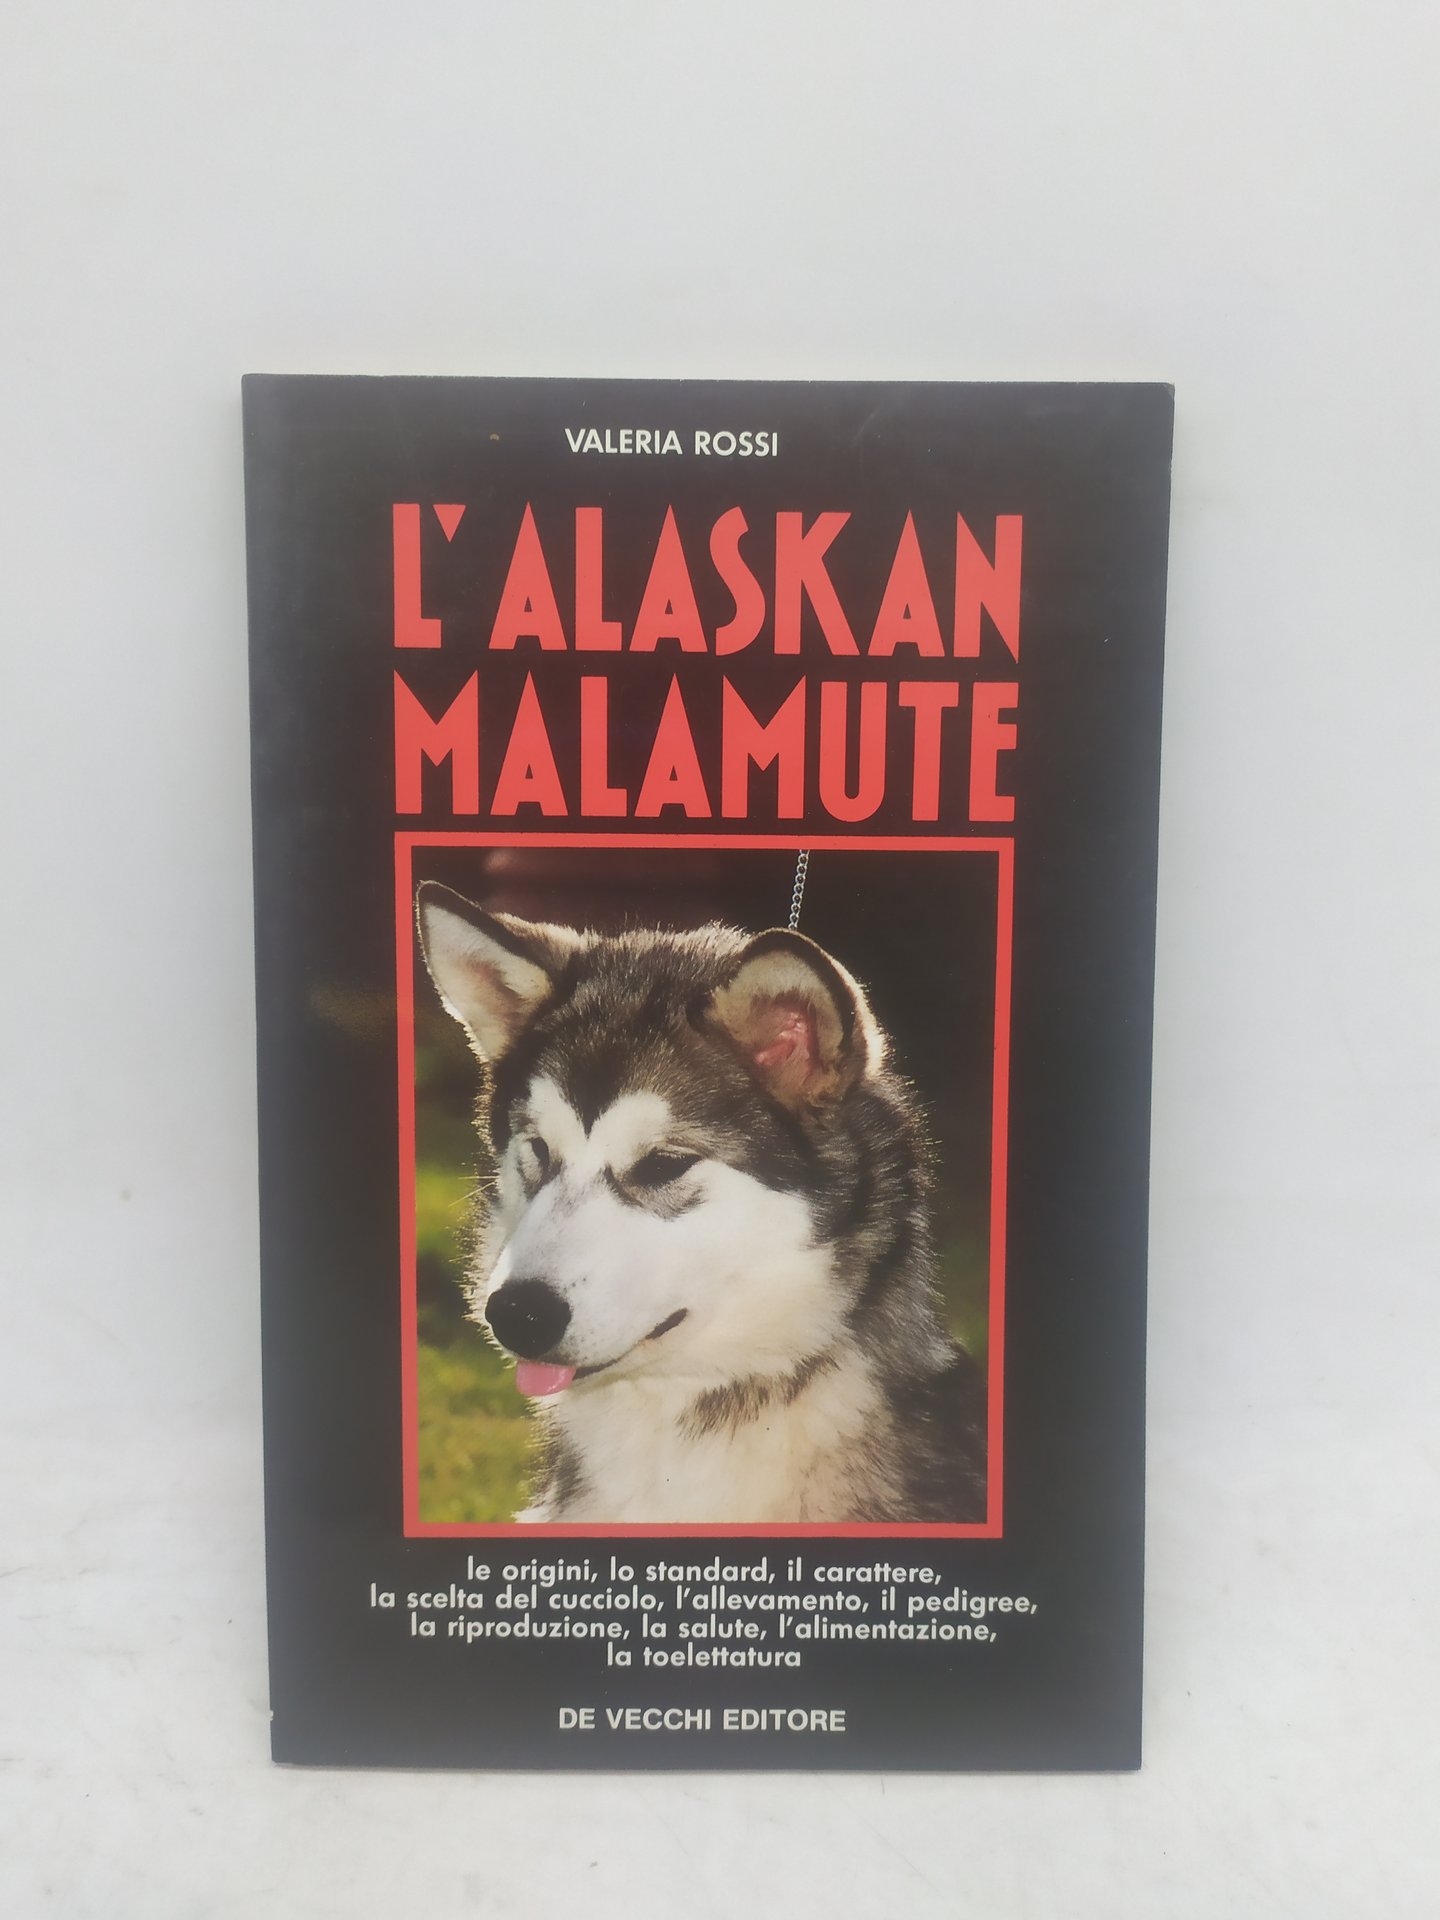 VALERIA ROSSI
L'ALASKAN
MALAMUTE
le origini, lo standard, il carattere,
la scelta del cucciolo, l'allevamento, il pedigree,
la riproduzione, la salute, l'alimentazione,
la toelettatura
DE VECCHI EDITORE